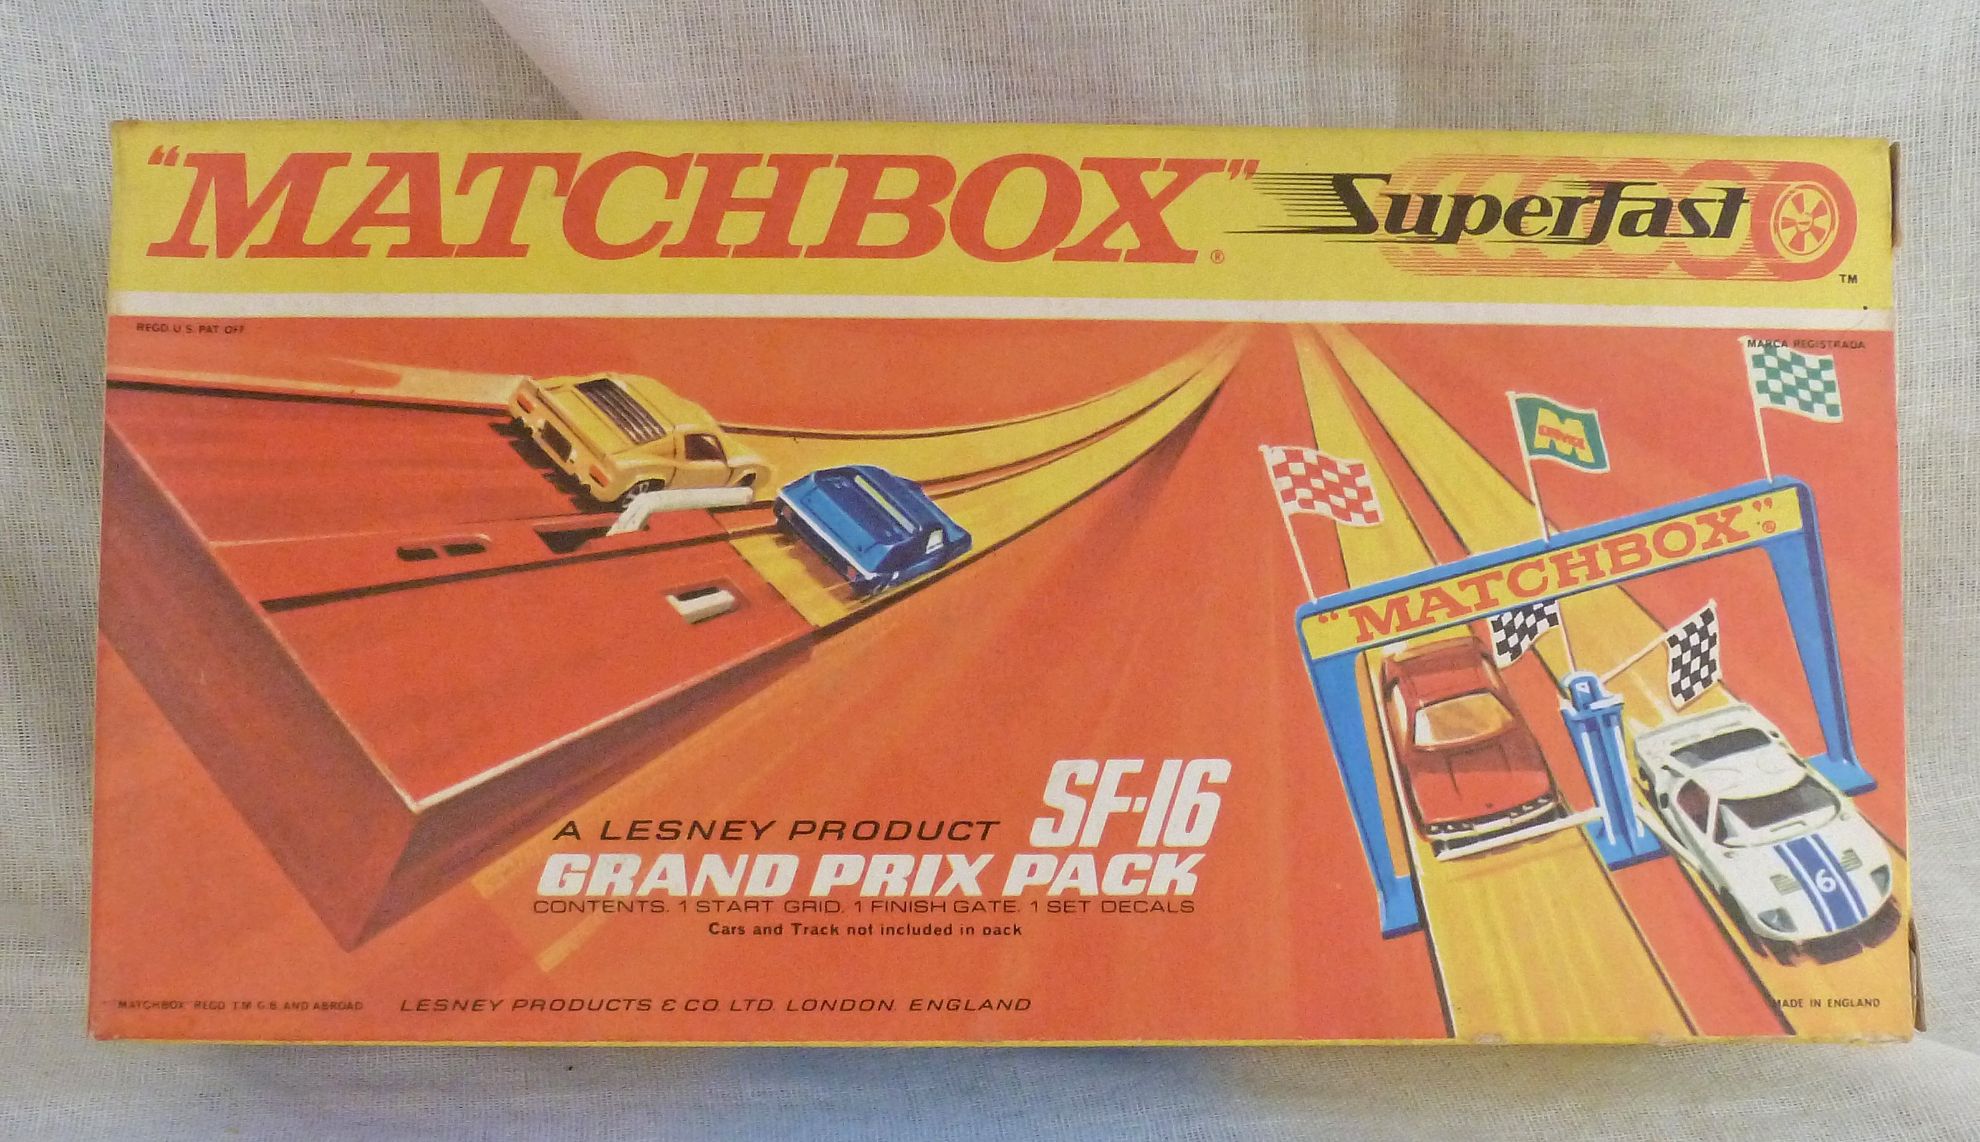 "MATCHBOX"®
Superfast
TM
REGD U.S. PAT OFF
MARCA REGISTRADA
M
SERVICE
"MATCHBOX"®
6
A LESNEY PRODUCT SF-16
GRAND PRIX PACK
CONTENTS. 1 START GRID. 1 FINISH GATE. 1 SET DECALS
Cars and Track not included in pack
"MATCHBOX" REGD T.M G.B. AND ABROAD
LESNEY PRODUCTS & CO. LTD. LONDON. ENGLAND
MADE IN ENGLAND